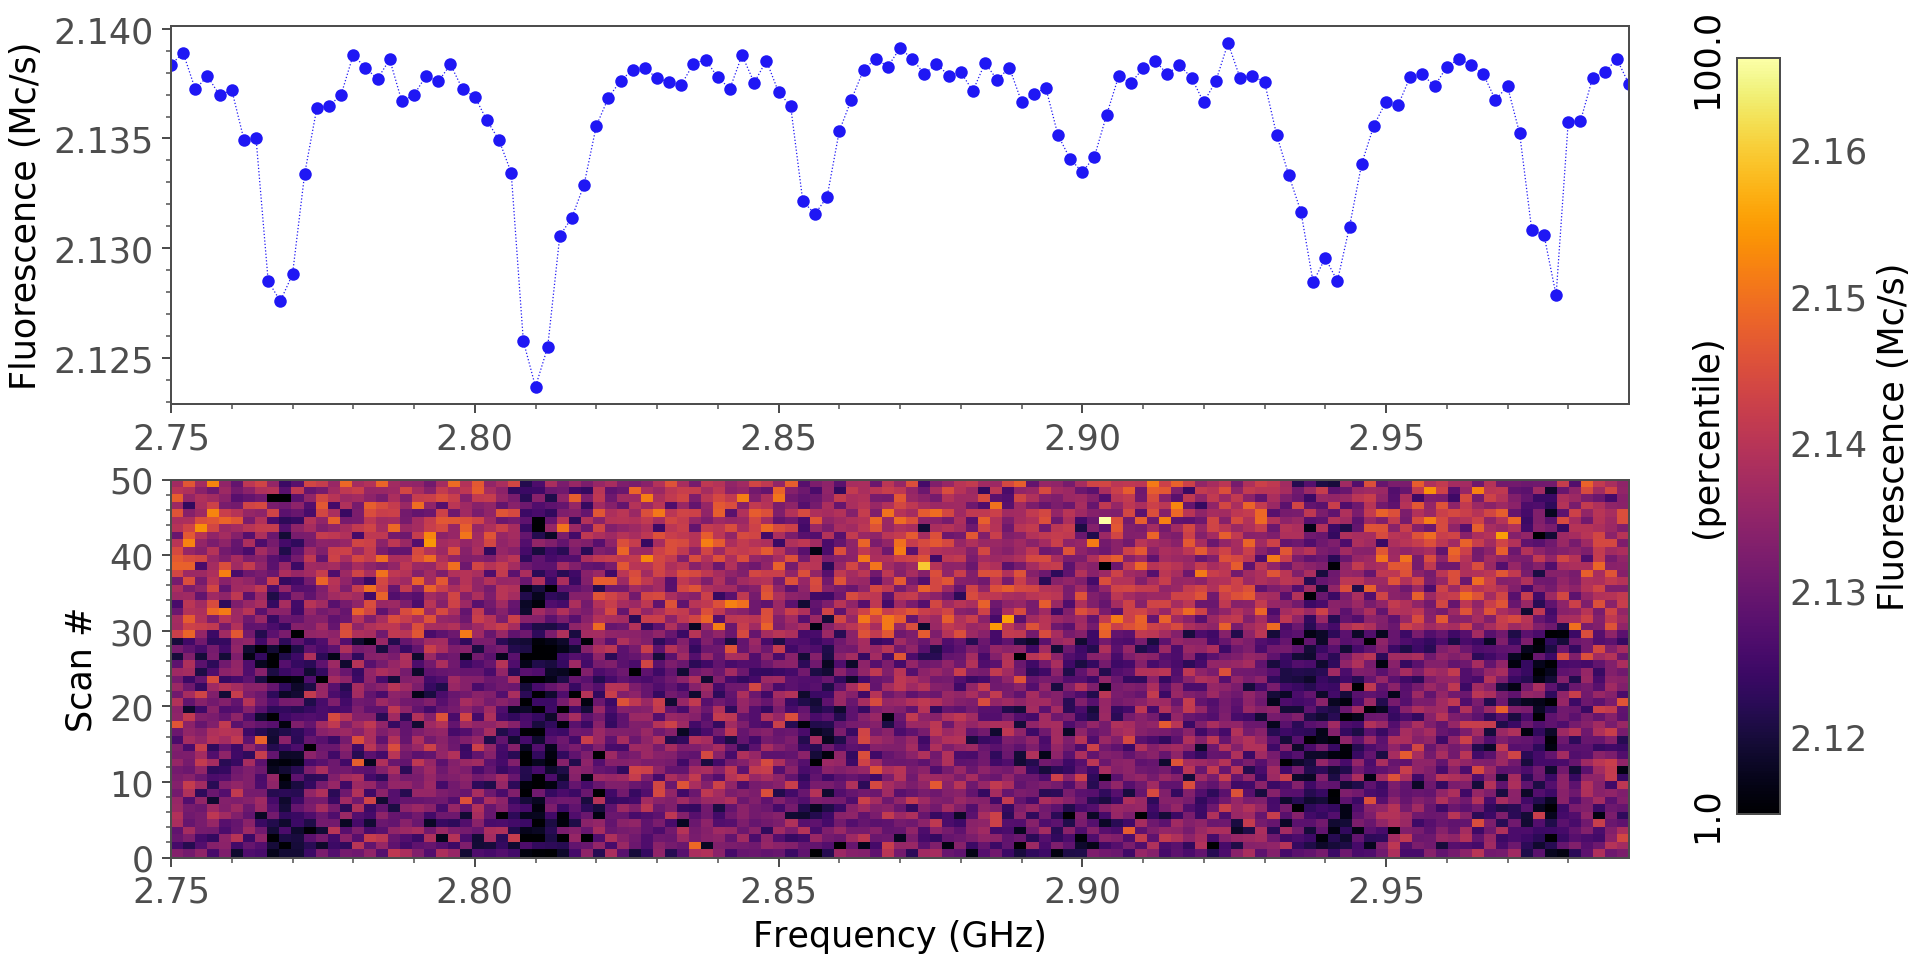 Fluorescence (Mc/s)
2.140
2.135
2.130
2.125
2.75 2.80 2.85 2.90 2.95
Scan #
50
40
30
20
10
0
2.75 2.80 2.85 2.90 2.95
Frequency (GHz)
100.0
(percentile)
1.0
2.16
2.15
2.14
2.13
2.12
Fluorescence (Mc/s)